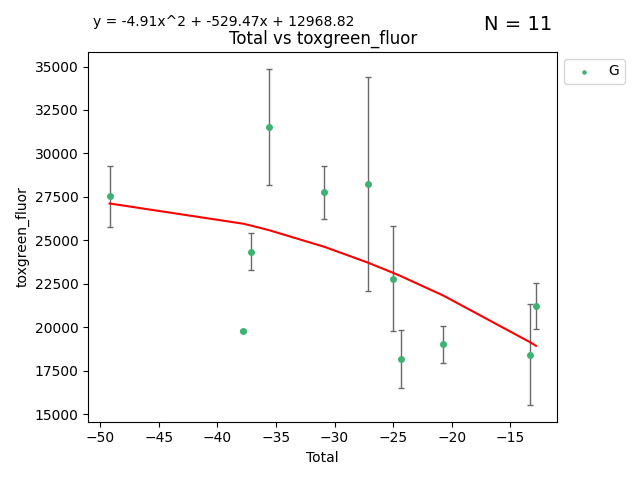 y = -4.91x^2 + -529.47x + 12968.82
N = 11
Total vs toxgreen_fluor
G
35000
32500
30000
27500
25000
22500
20000
17500
15000
toxgreen_fluor
−50
−45
−40
−35
−30
−25
−20
−15
Total